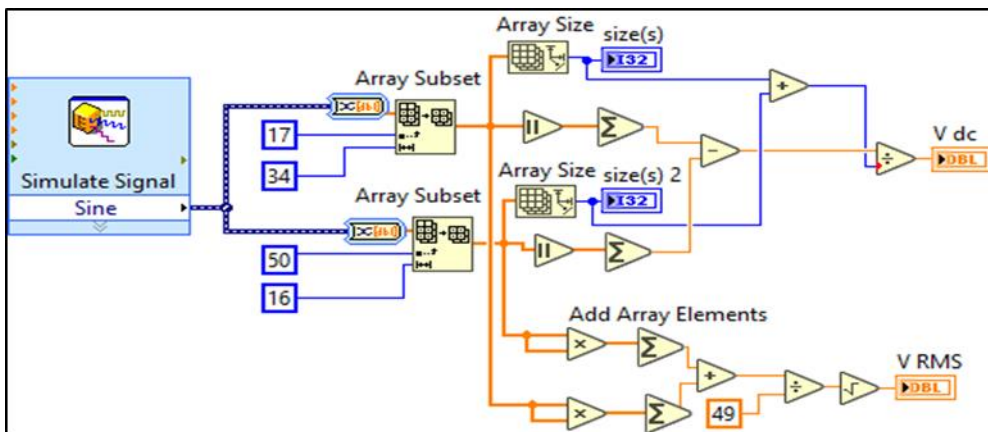 Array Size
size(s)
I32
Array Subset
17
34
Simulate Signal
Sine
V dc
DBL
Array Size
size(s) 2
I32
Array Subset
50
16
Add Array Elements
V RMS
DBL
49